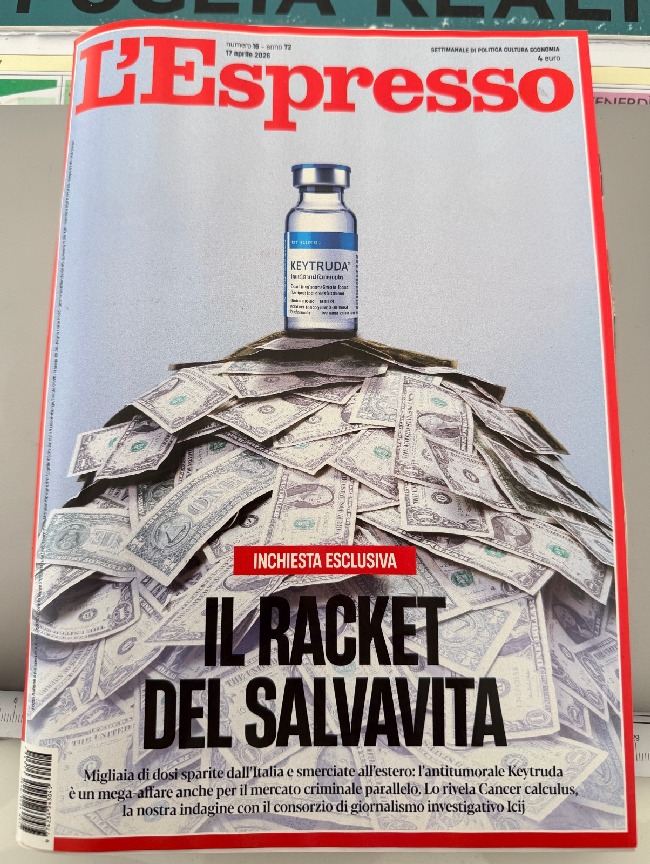 PUGLIA REALI
numero 16 - anno 72
17 aprile 2026
SETTIMANALE DI POLITICA CULTURA ECONOMIA
4 euro
L'Espresso
VENERDÌ
KEYTRUDA
INCHIESTA ESCLUSIVA
IL RACKET
DEL SALVAVITA
Migliaia di dosi sparite dall'Italia e smerciate all'estero: l'antitumorale Keytruda
è un mega-affare anche per il mercato criminale parallelo. Lo rivela Cancer calculus,
la nostra indagine con il consorzio di giornalismo investigativo Icij